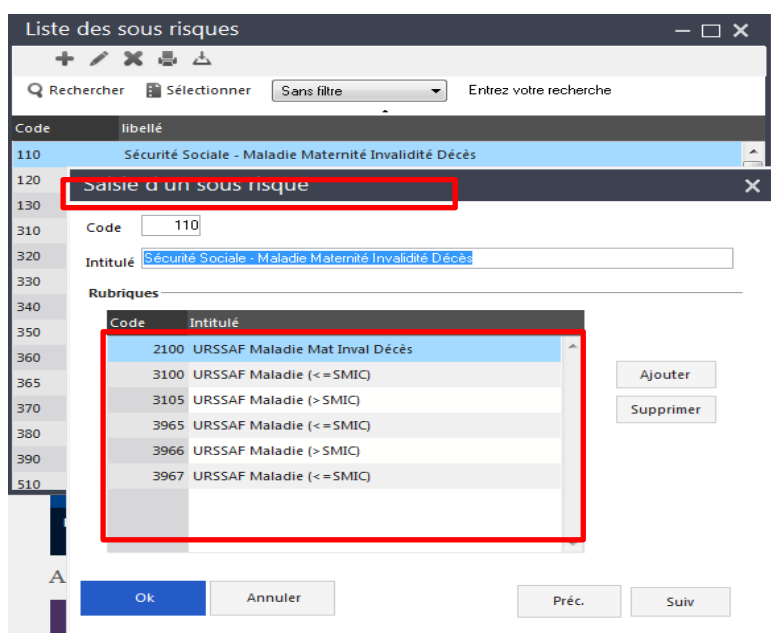 Liste des sous risques
Rechercher Sélectionner Sans filtre Entrez votre recherche
Code libellé
110 Sécurité Sociale - Maladie Maternité Invalidité Décès
120
130
310
320
330
340
350
360
365
370
380
390
510
Saisie d'un sous risque
Code 110
Intitulé Sécurité Sociale - Maladie Maternité Invalidité Décès
Rubriques
Code Intitulé
2100 URSSAF Maladie Mat Inval Décès
3100 URSSAF Maladie (<=SMIC)
3105 URSSAF Maladie (>SMIC)
3965 URSSAF Maladie (<=SMIC)
3966 URSSAF Maladie (>SMIC)
3967 URSSAF Maladie (<=SMIC)
Ajouter
Supprimer
Ok Annuler Préc. Suiv
A